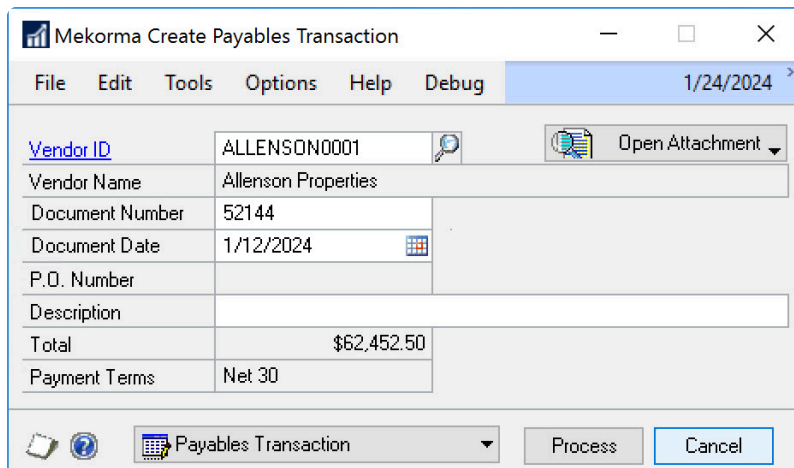 Mekorma Create Payables Transaction
File Edit Tools Options Help Debug 1/24/2024
Vendor ID ALLENSON0001 Open Attachment
Vendor Name Allenson Properties
Document Number 52144
Document Date 1/12/2024
P.O. Number
Description
Total $62,452.50
Payment Terms Net 30
Payables Transaction Process Cancel